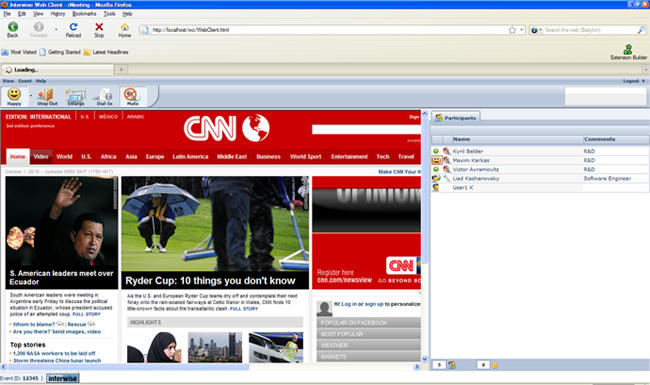 Interwise Web Client - iMeeting - Mozilla Firefox
File Edit View History Bookmarks Tools Help
Back Forward Reload Stop Home
http://localhost/wc/WebClient.html
Search the web (Babylon)
Most Visited Getting Started Latest Headlines
Extension Builder
Loading...
View Event Help
Logout
Happy Step Out Enlarge Dial-In Mute
EDITION: INTERNATIONAL U.S. MÉXICO ARABIC
Set edition preference
Sign
CNN
Home Video World U.S. Africa Asia Europe Latin America Middle East Business World Sport Entertainment Tech Travel
Make CNN Your H
S. American leaders meet over Ecuador
South American leaders were meeting in
Argentina early Friday to discuss the political
situation in Ecuador, whose president accused
police of an attempted coup. FULL STORY
Whom to blame? Rescue
Are you there? Send images, video
Top stories
1,200 NASA workers to be laid off
Storm threatens China lunar launch
Ryder Cup: 10 things you don't know
As the U.S. and European Ryder Cup teams dry off and contemplate their next
foray onto the rain-soaked fairways at Celtic Manor in Wales, CNN finds 10
little-known facts about the transatlantic clash. FULL STORY
HIGHLIGHTS
OPINION
Register here
cnn.com/newsview
CNN
GO BEYOND BO
Hi! Log in or sign up to personalize
POPULAR ON FACEBOOK
MOST POPULAR
WEATHER
MARKETS
Participants
Name Comments
Kyril Belder R&D
Maxim Karkas R&D
Victor Avramovitz R&D
Liad Kashanovsky Software Engineer
User1 K
5 0
Event ID: 12345 interwise